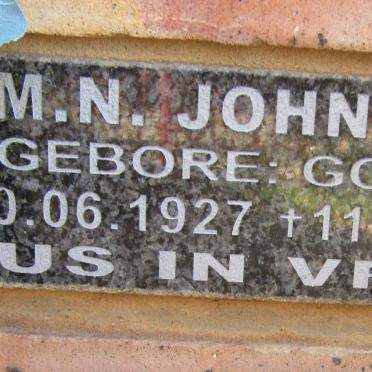 M.N. JOHN
GEBORE: GO
0.06.1927 +11
US IN VR